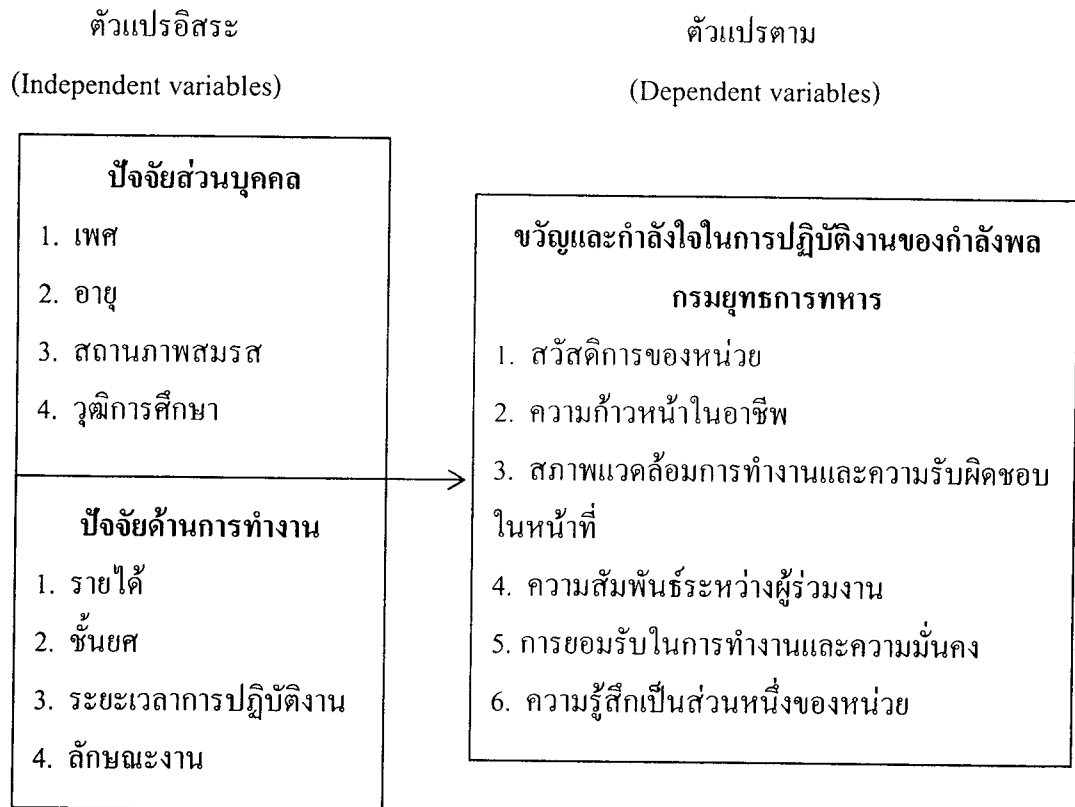 ตัวแปรอิสระ
(Independent variables)
ปัจจัยส่วนบุคคล
1. เพศ
2. อายุ
3. สถานภาพสมรส
4. วุฒิการศึกษา
ปัจจัยด้านการทำงาน
1. รายได้
2. ชั้นยศ
3. ระยะเวลาการปฏิบัติงาน
4. ลักษณะงาน
ตัวแปรตาม
(Dependent variables)
ขวัญและกำลังใจในการปฏิบัติงานของกำลังพล
กรมยุทธการทหาร
1. สวัสดิการของหน่วย
2. ความก้าวหน้าในอาชีพ
3. สภาพแวดล้อมการทำงานและความรับผิดชอบ
ในหน้าที่
4. ความสัมพันธ์ระหว่างผู้ร่วมงาน
5. การยอมรับในการทำงานและความมั่นคง
6. ความรู้สึกเป็นส่วนหนึ่งของหน่วย